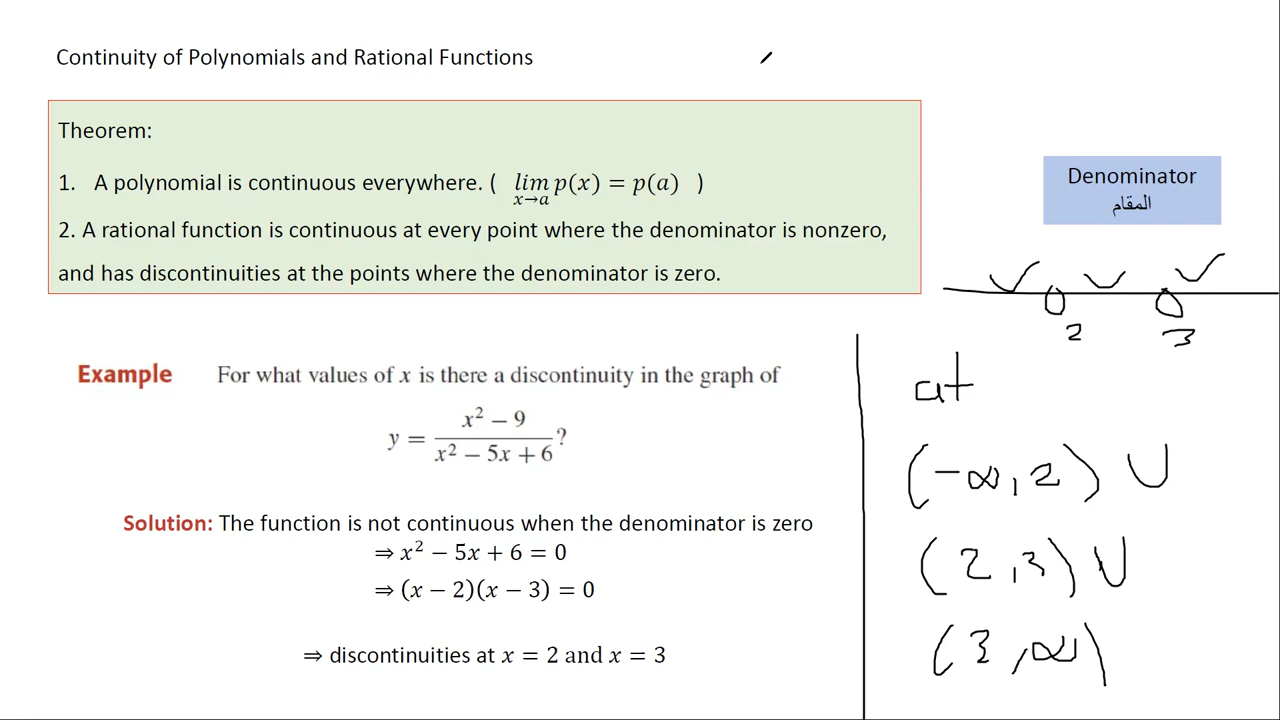 Continuity of Polynomials and Rational Functions
Theorem:
1. A polynomial is continuous everywhere. ( lim p(x) = p(a) )
x→a
2. A rational function is continuous at every point where the denominator is nonzero,
and has discontinuities at the points where the denominator is zero.
Denominator
المقام
2 3
Example For what values of x is there a discontinuity in the graph of
y = (x² − 9)/(x² − 5x + 6)?
Solution: The function is not continuous when the denominator is zero
⇒ x² − 5x + 6 = 0
⇒ (x − 2)(x − 3) = 0
⇒ discontinuities at x = 2 and x = 3
at
(-∞, 2) ∪
(2, 3) ∪
(3, ∞)